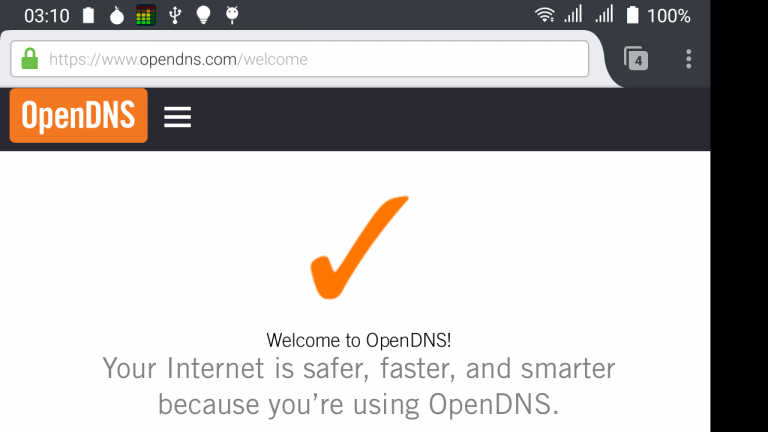 03:10 100%
https://www.opendns.com/welcome 4
OpenDNS
Welcome to OpenDNS!
Your Internet is safer, faster, and smarter
because you're using OpenDNS.